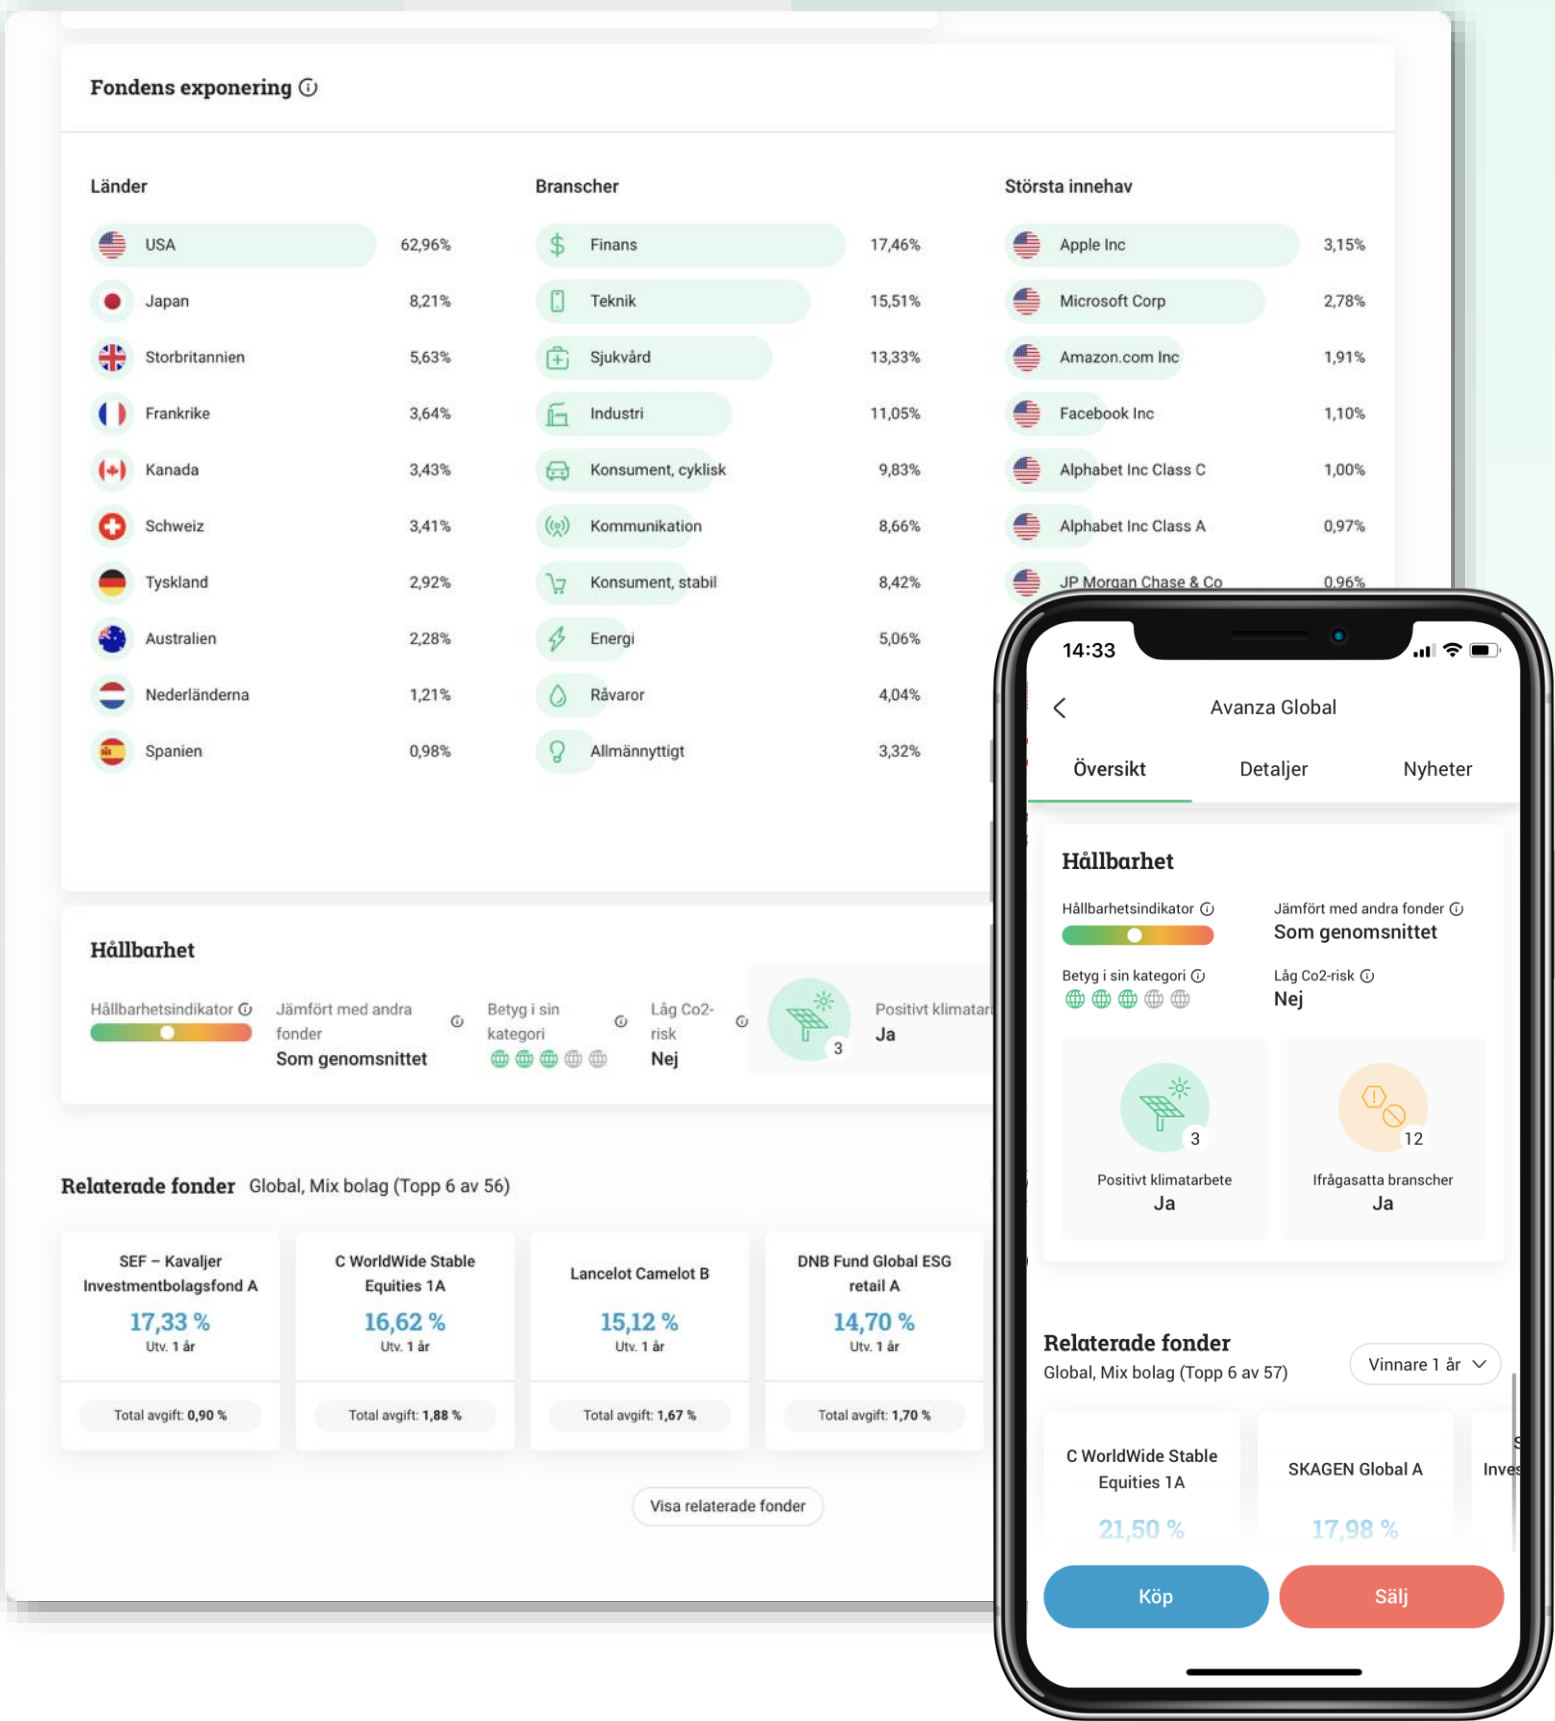 Fondens exponering
Länder
USA 62,96%
Japan 8,21%
Storbritannien 5,63%
Frankrike 3,64%
Kanada 3,43%
Schweiz 3,41%
Tyskland 2,92%
Australien 2,28%
Nederländerna 1,21%
Spanien 0,98%
Branscher
Finans 17,46%
Teknik 15,51%
Sjukvård 13,33%
Industri 11,05%
Konsument, cyklisk 9,83%
Kommunikation 8,66%
Konsument, stabil 8,42%
Energi 5,06%
Råvaror 4,04%
Allmännyttigt 3,32%
Största innehav
Apple Inc 3,15%
Microsoft Corp 2,78%
Amazon.com Inc 1,91%
Facebook Inc 1,10%
Alphabet Inc Class C 1,00%
Alphabet Inc Class A 0,97%
JP Morgan Chase & Co 0,96%
Hållbarhet
Hållbarhetsindikator
Jämfört med andra
fonder
Som genomsnittet
Betyg i sin
kategori
Låg Co2-
risk
Nej
3
Positivt
Ja
Relaterade fonder Global, Mix bolag (Topp 6 av 56)
SEF – Kavaljer
Investmentbolagsfond A
17,33 %
Utv. 1 år
Total avgift: 0,90 %
C WorldWide Stable
Equities 1A
16,62 %
Utv. 1 år
Total avgift: 1,88 %
Lancelot Camelot B
15,12 %
Utv. 1 år
Total avgift: 1,67 %
DNB Fund Global ESG
retail A
14,70 %
Utv. 1 år
Total avgift: 1,70 %
Visa relaterade fonder
14:33
Avanza Global
Översikt Detaljer Nyheter
Hållbarhet
Hållbarhetsindikator
Jämfört med andra fonder
Som genomsnittet
Betyg i sin kategori
Låg Co2-risk
Nej
3
Positivt klimatarbete
Ja
12
Ifrågasatta branscher
Ja
Relaterade fonder
Global, Mix bolag (Topp 6 av 57)
Vinnare 1 år
C WorldWide Stable
Equities 1A
21,50 %
SKAGEN Global A
17,98 %
Köp
Sälj